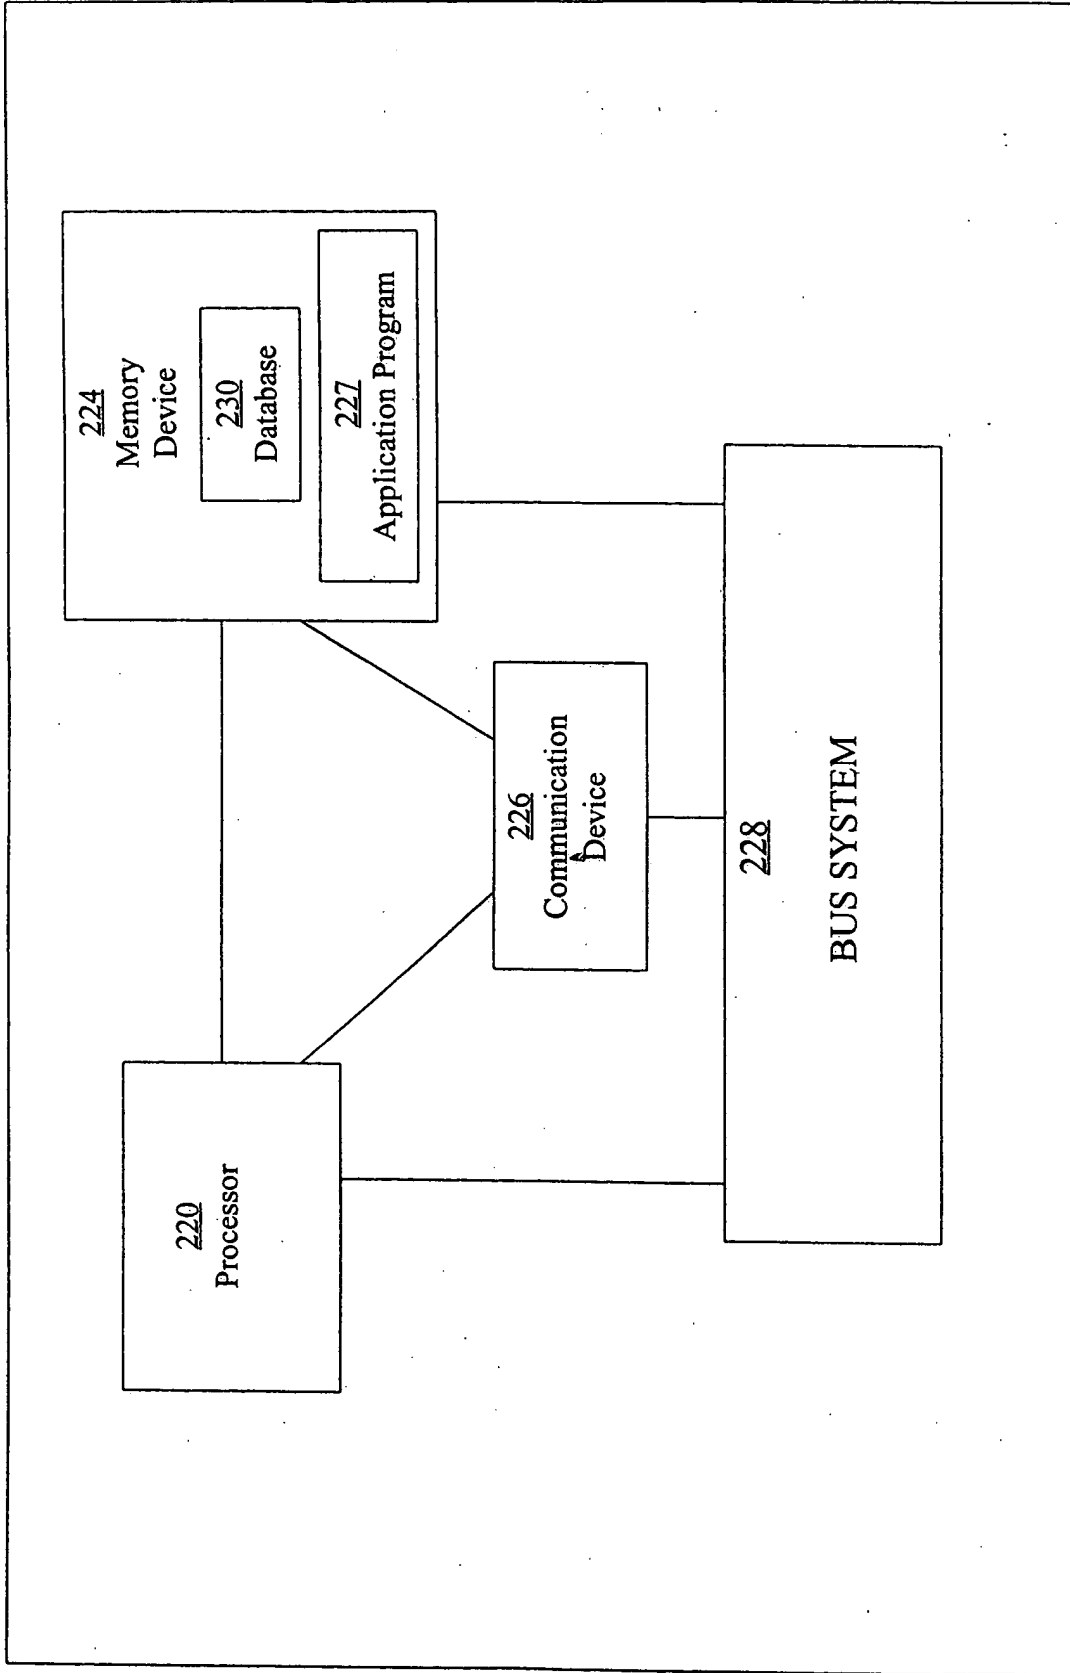 220
Processor
224
Memory
Device
230
Database
227
Application Program
226
Communication
Device
228
BUS SYSTEM